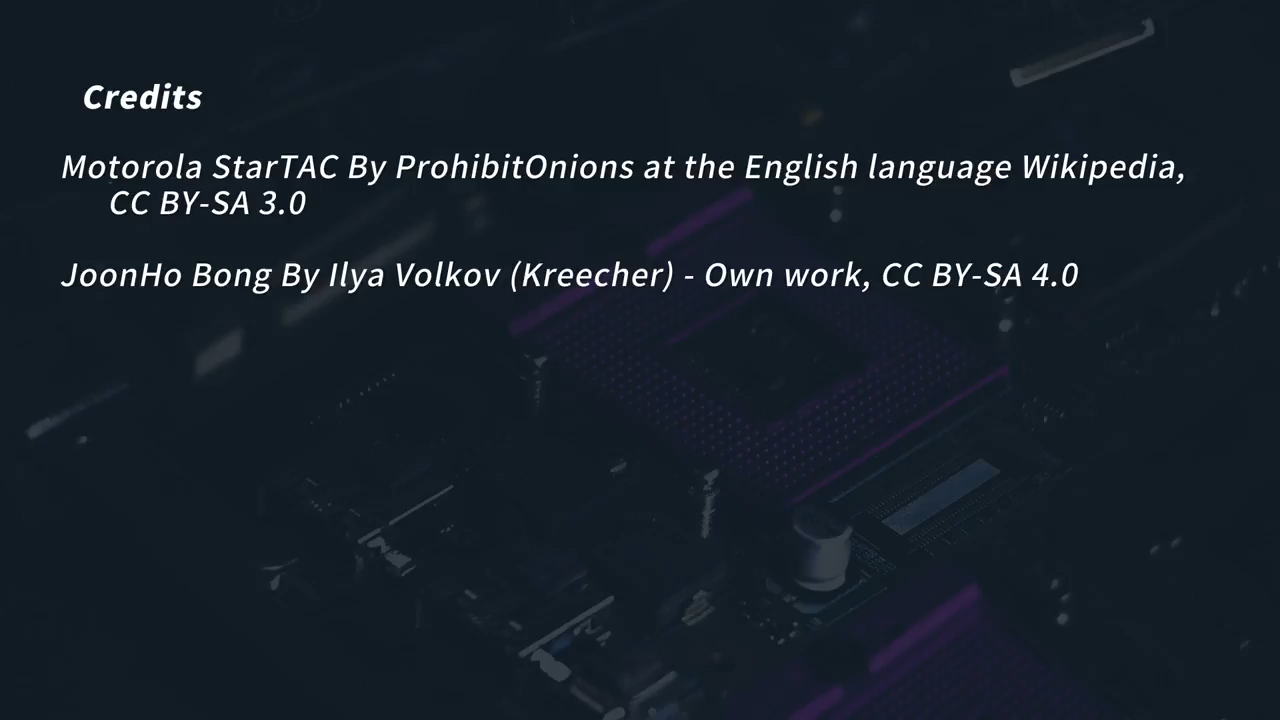 Credits
Motorola StarTAC By ProhibitOnions at the English language Wikipedia,
CC BY-SA 3.0
JoonHo Bong By Ilya Volkov (Kreecher) - Own work, CC BY-SA 4.0